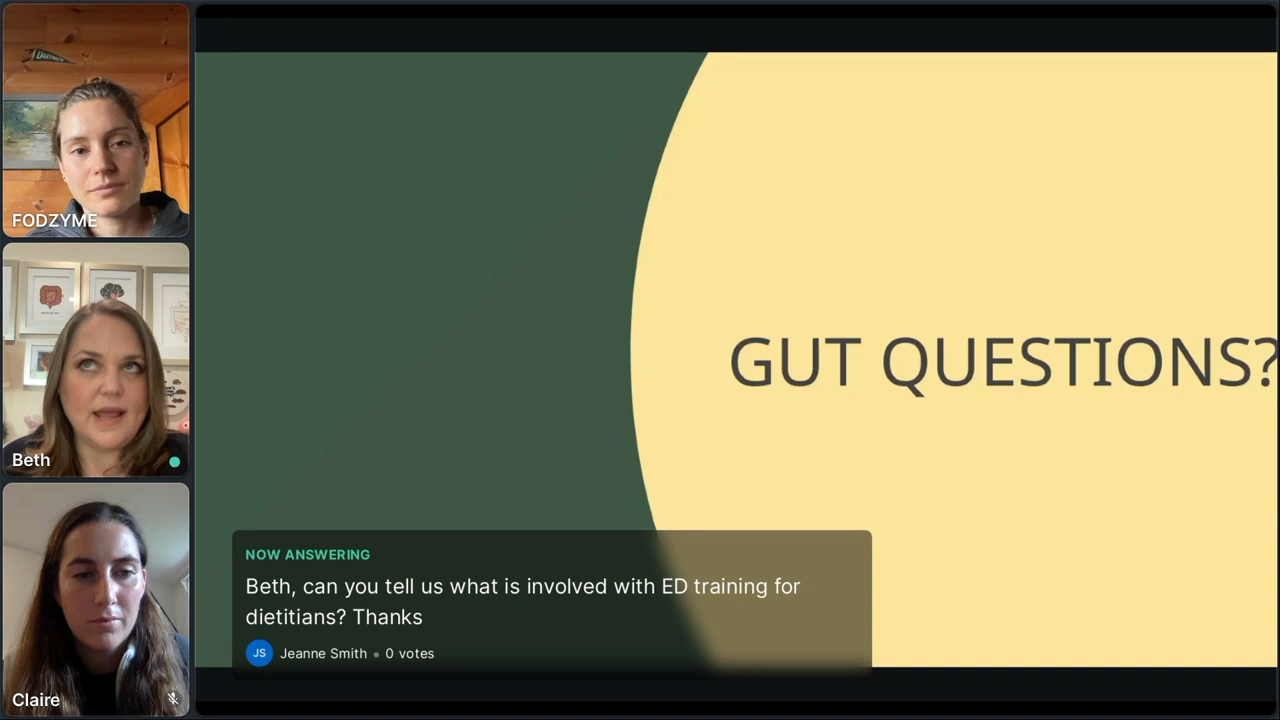 DARTMOUTH
FODZYME
Beth
Claire
GUT QUESTIONS?
NOW ANSWERING
Beth, can you tell us what is involved with ED training for
dietitians? Thanks
JS Jeanne Smith • 0 votes